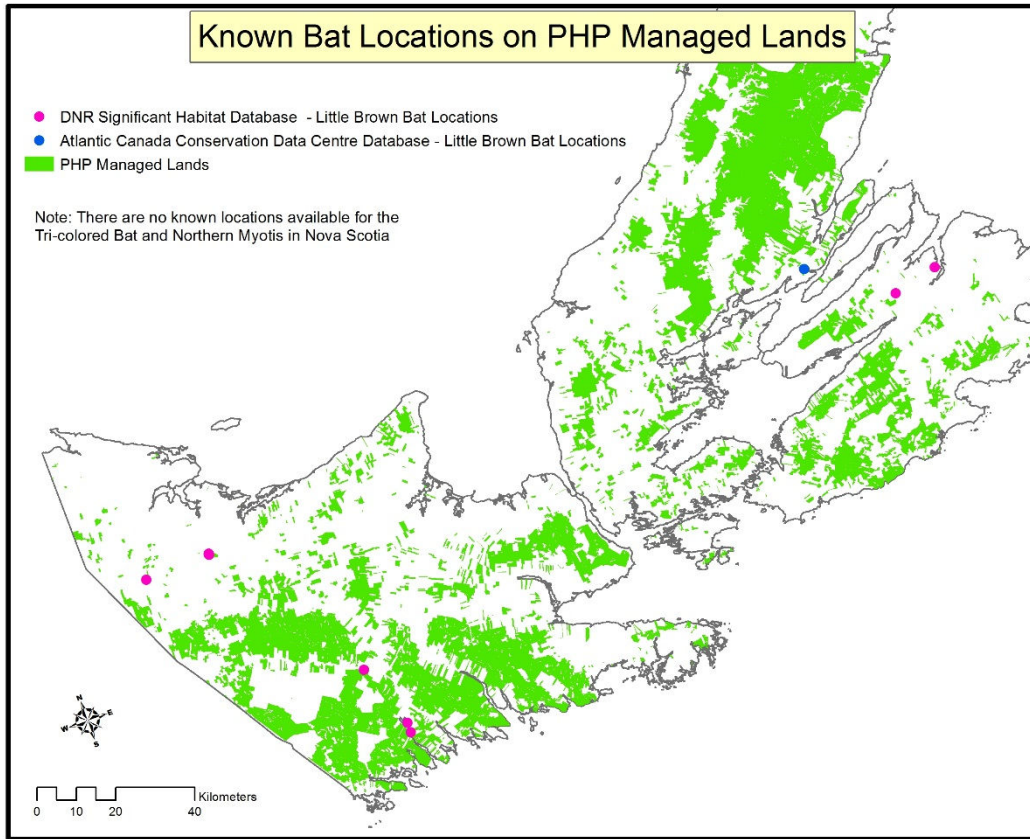 Known Bat Locations on PHP Managed Lands
DNR Significant Habitat Database - Little Brown Bat Locations
Atlantic Canada Conservation Data Centre Database - Little Brown Bat Locations
PHP Managed Lands
Note: There are no known locations available for the
Tri-colored Bat and Northern Myotis in Nova Scotia
N
W E
S
Kilometers
0 10 20 40